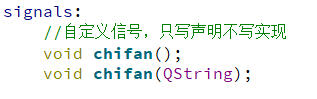 signals:
//自定义信号，只写声明不写实现
void chifan();
void chifan(QString);